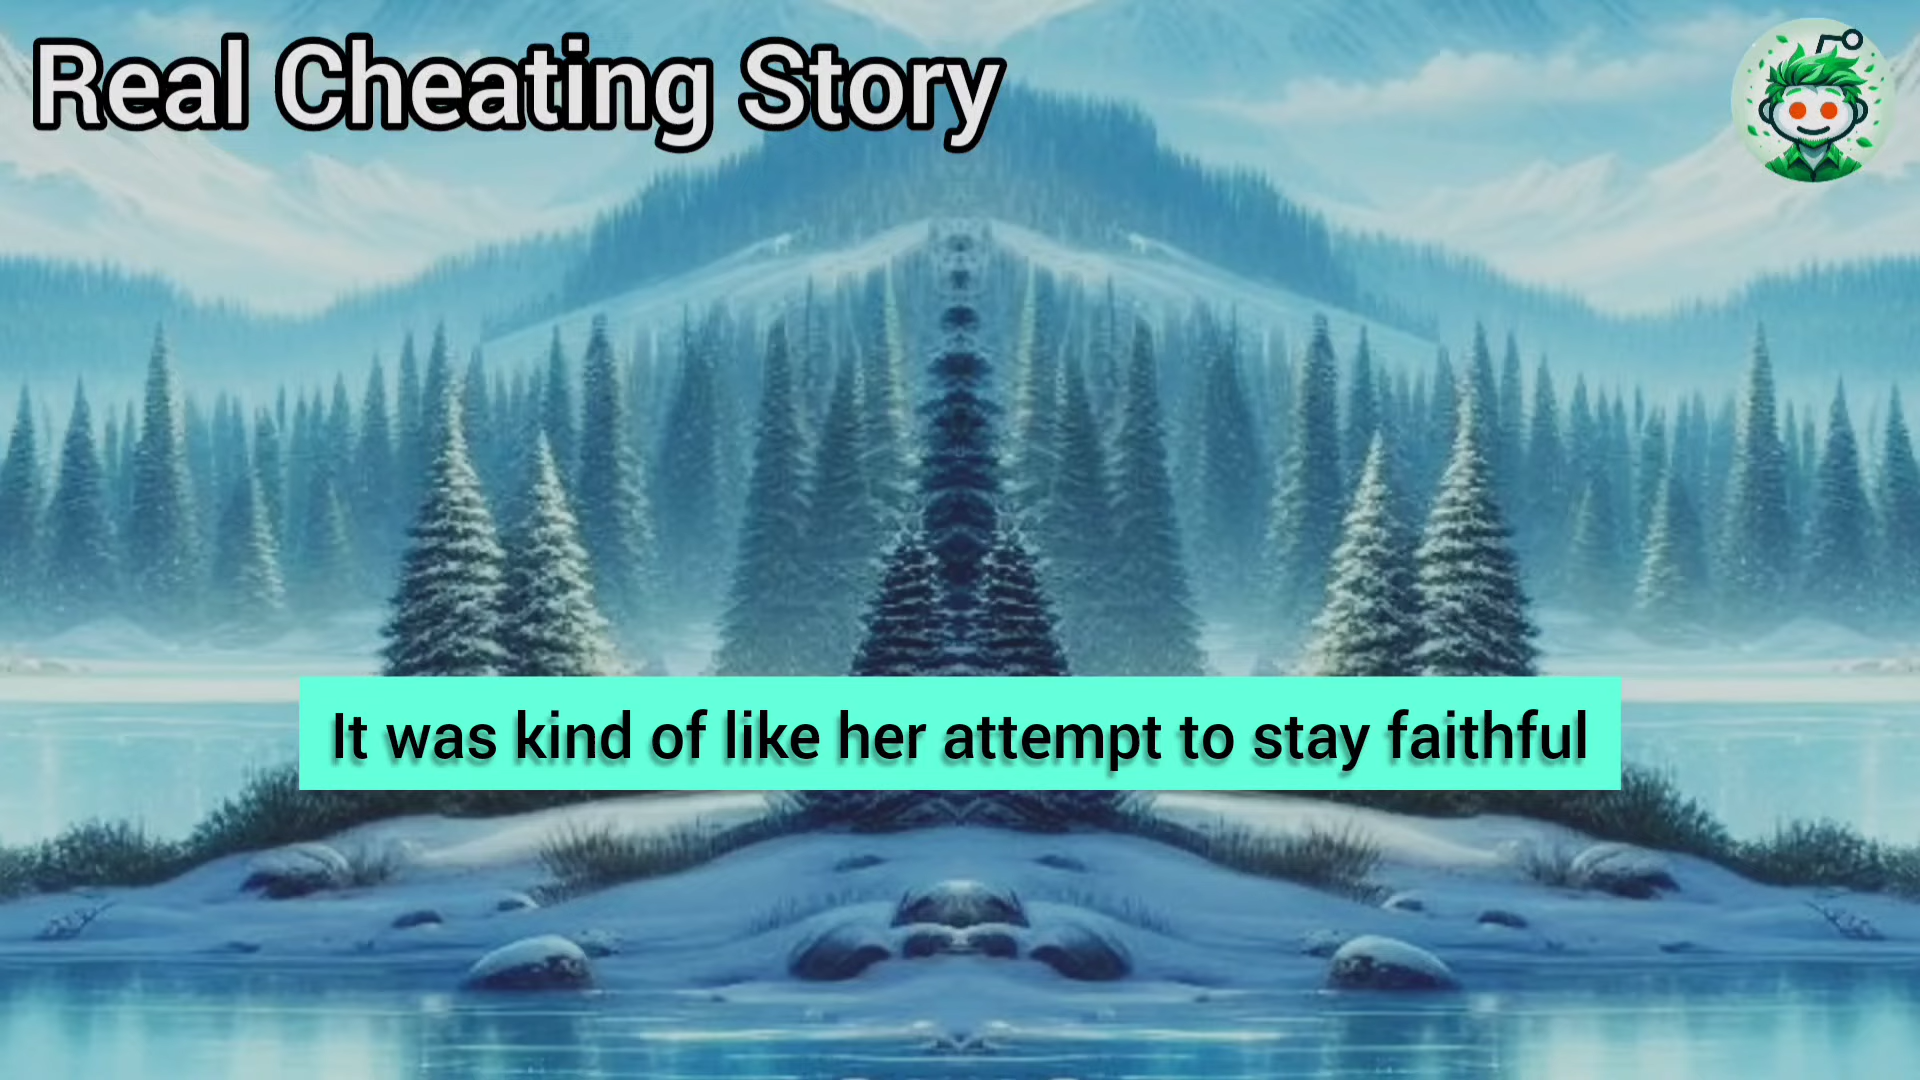 Real Cheating Story
It was kind of like her attempt to stay faithful